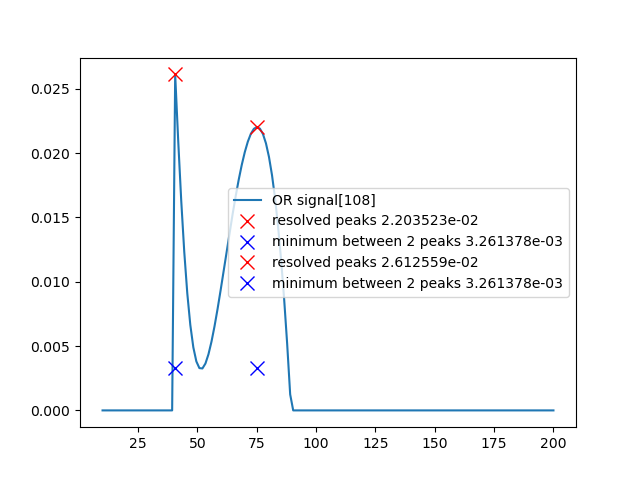 0.025
0.020
0.015
0.010
0.005
0.000
OR signal[108]
resolved peaks 2.203523e-02
minimum between 2 peaks 3.261378e-03
resolved peaks 2.612559e-02
minimum between 2 peaks 3.261378e-03
25 50 75 100 125 150 175 200